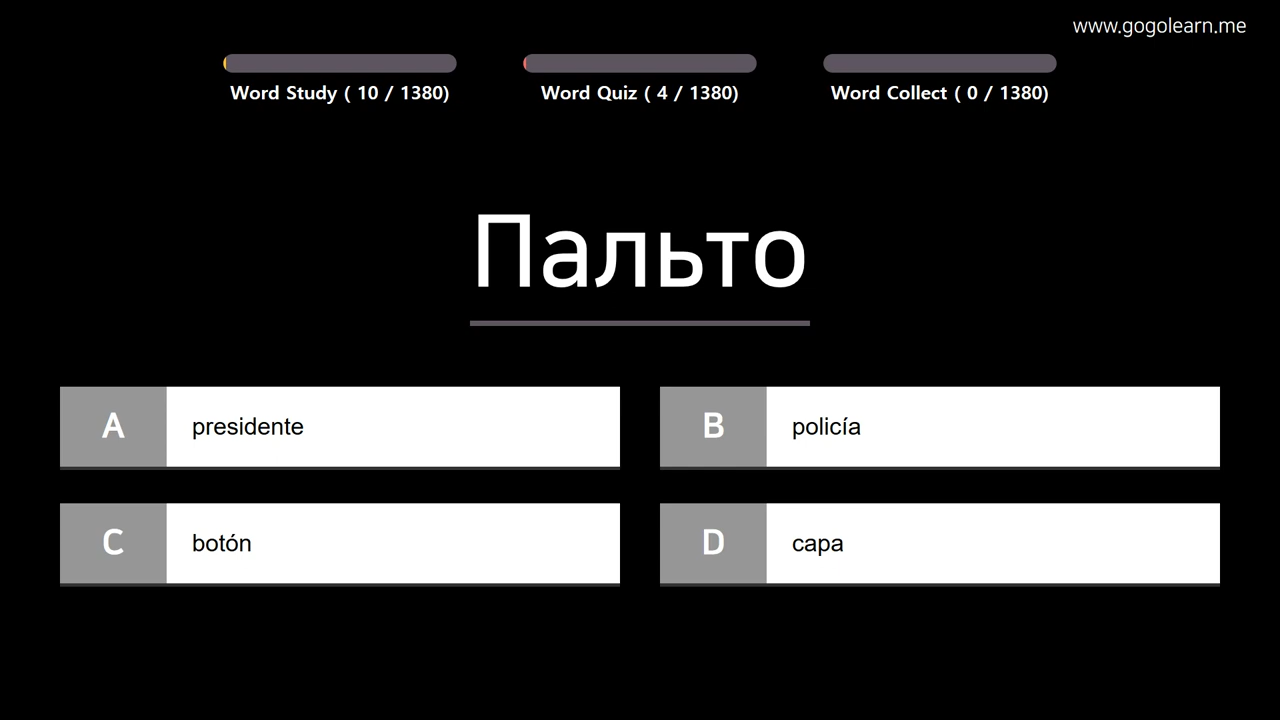 www.gogolearn.me
Word Study ( 10 / 1380)
Word Quiz ( 4 / 1380)
Word Collect ( 0 / 1380)
Пальто
A presidente
B policía
C botón
D capa